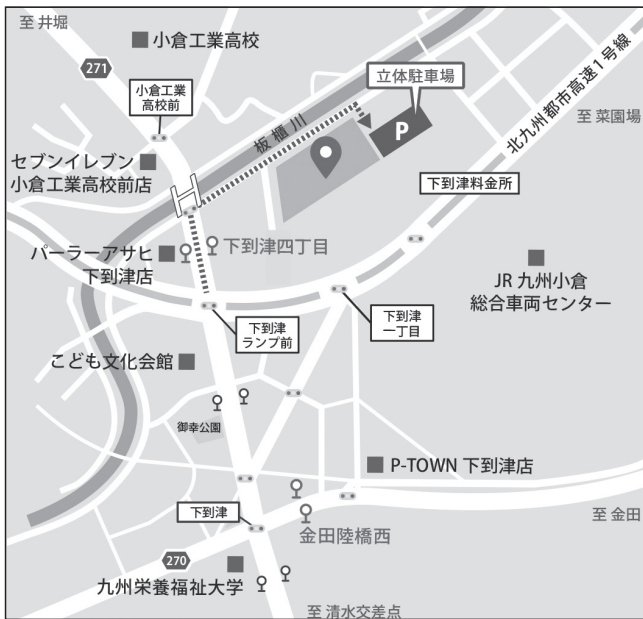 至 井堀
小倉工業高校
271
小倉工業
高校前
立体駐車場
P
北九州都市高速1号線
至 菜園場
板櫃川
セブンイレブン
小倉工業高校前店
下到津料金所
パーラーアサヒ
下到津店
下到津四丁目
JR 九州小倉
総合車両センター
下到津
ランプ前
下到津
一丁目
こども文化会館
御幸公園
P-TOWN 下到津店
下到津
金田陸橋西
至 金田
270
九州栄養福祉大学
至 清水交差点